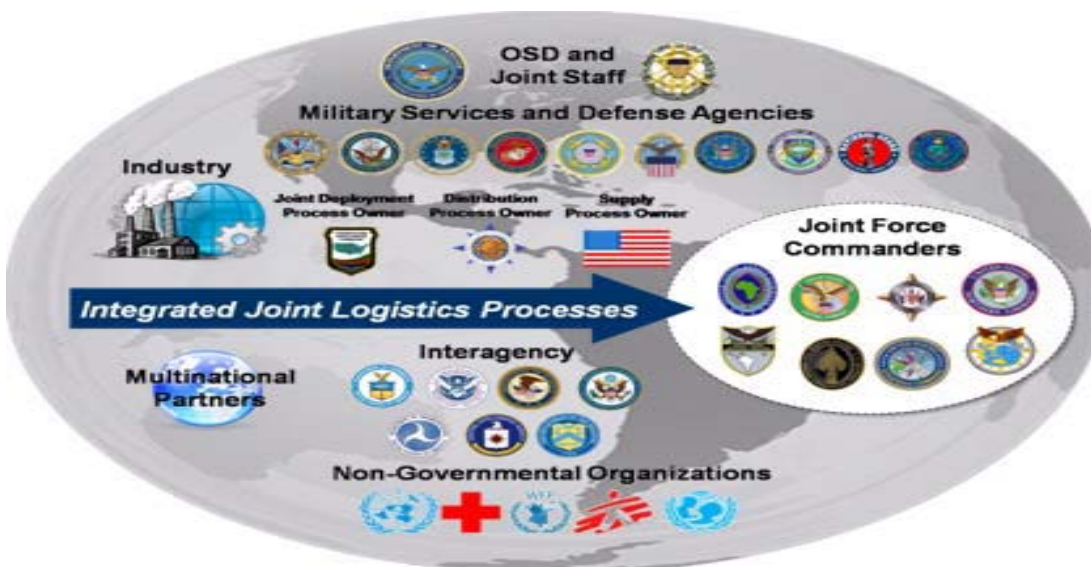 OSD and
Joint Staff
Military Services and Defense Agencies
Industry
Joint Deployment
Process Owner
Distribution
Process Owner
Supply
Process Owner
Joint Force
Commanders
Integrated Joint Logistics Processes
Interagency
Multinational
Partners
Non-Governmental Organizations
WFP